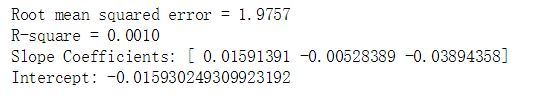 Root mean squared error = 1.9757
R-square = 0.0010
Slope Coefficients: [ 0.01591391 -0.00528389 -0.03894358]
Intercept: -0.015930249309923192